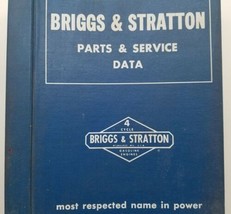 BRIGGS & STRATTON
PARTS & SERVICE
DATA
4
CYCLE
BRIGGS & STRATTON
GASOLINE
ENGINES
most respected name in power